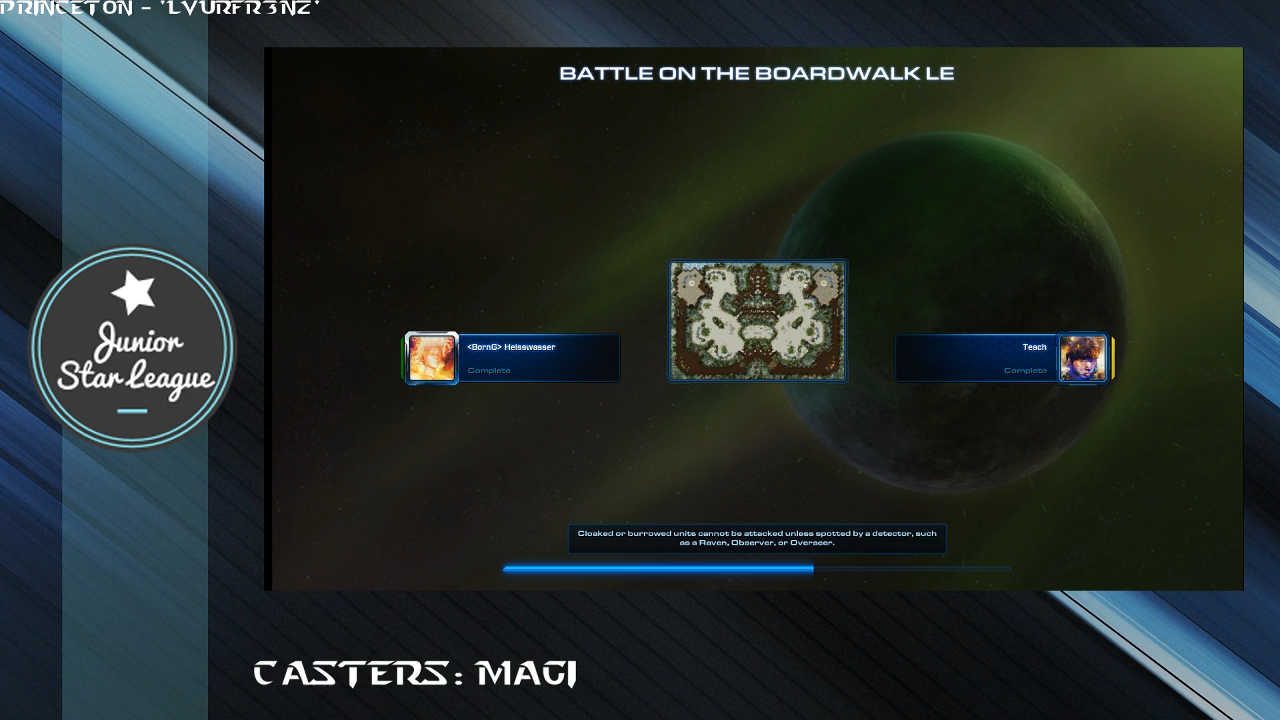 PRINCETON - 'LVURFR3NZ'
BATTLE ON THE BOARDWALK LE
<BørnG> Heisswasser
Complete
Teach
Complete
Junior
Star League
Cloaked or burrowed units cannot be attacked unless spotted by a detector, such
as a Raven, Observer, or Overseer.
CASTERS: MAGI